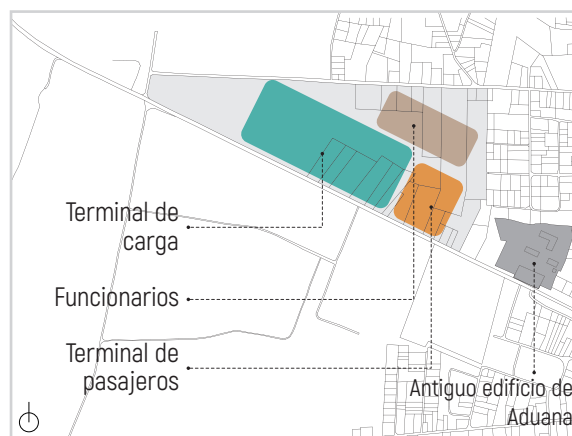 Terminal de
carga
Funcionarios
Terminal de
pasajeros
Antiguo edificio de
Aduana